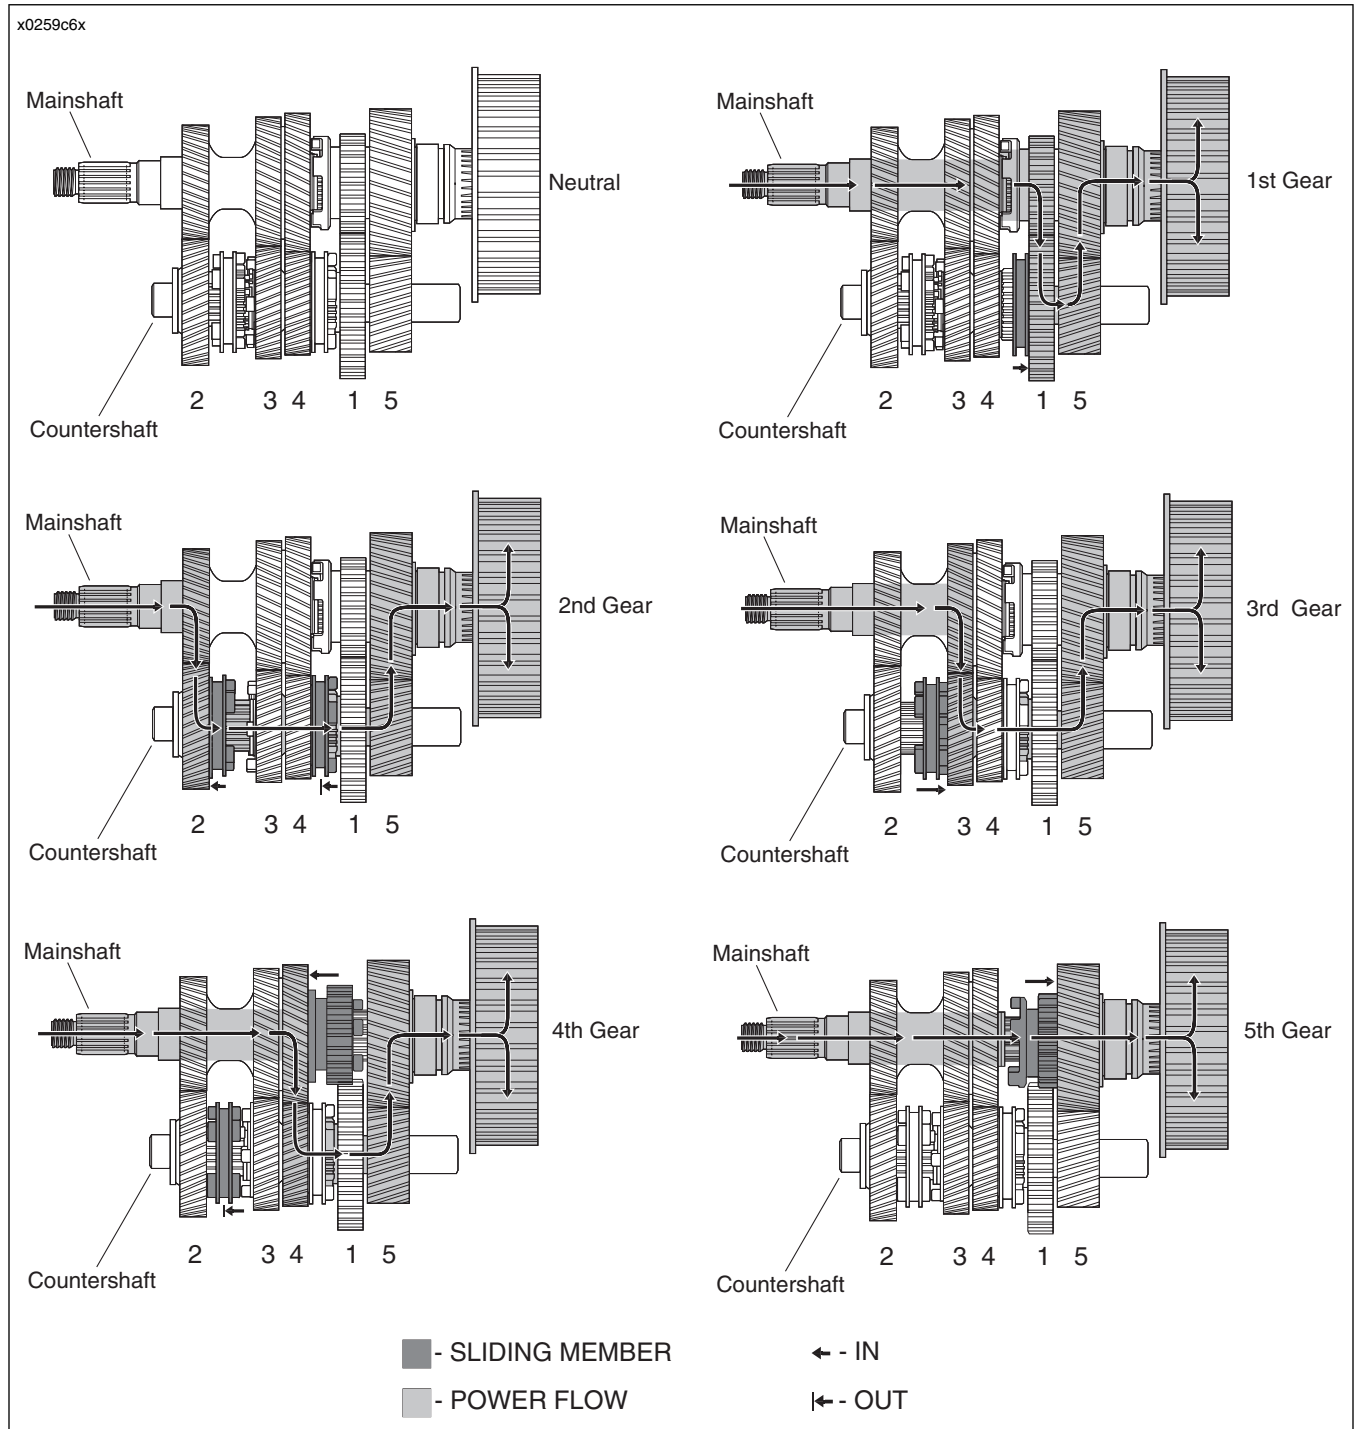 x0259c6x
Mainshaft
Neutral
2 3 4 1 5
Countershaft
Mainshaft
1st Gear
2 3 4 1 5
Countershaft
Mainshaft
2nd Gear
2 3 4 1 5
Countershaft
Mainshaft
3rd Gear
2 3 4 1 5
Countershaft
Mainshaft
4th Gear
2 3 4 1 5
Countershaft
Mainshaft
5th Gear
2 3 4 1 5
Countershaft
- SLIDING MEMBER
- IN
- POWER FLOW
- OUT